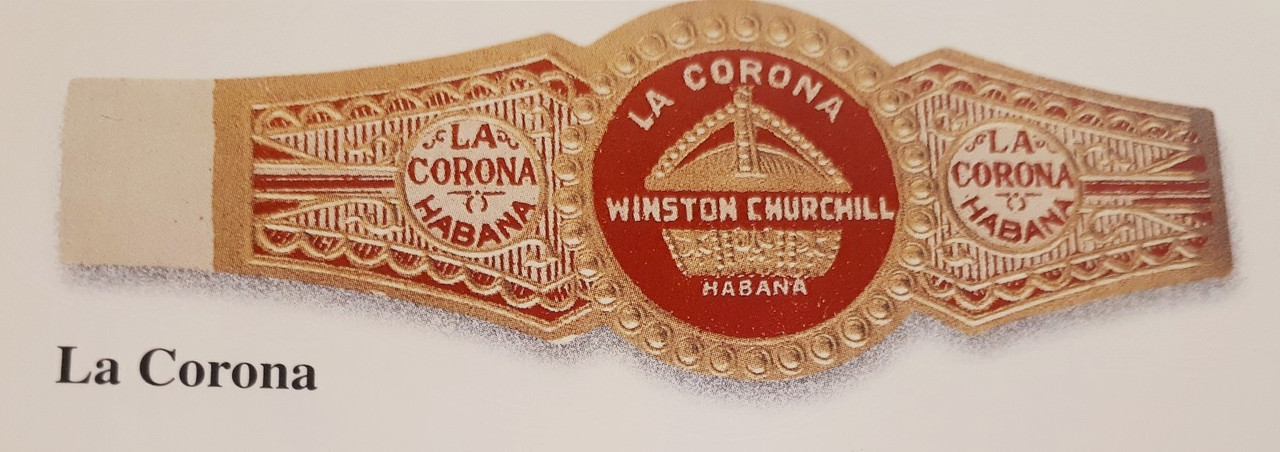 LA CORONA
WINSTON CHURCHILL
HABANA
LA
CORONA
HABANA
LA
CORONA
HABANA
La Corona